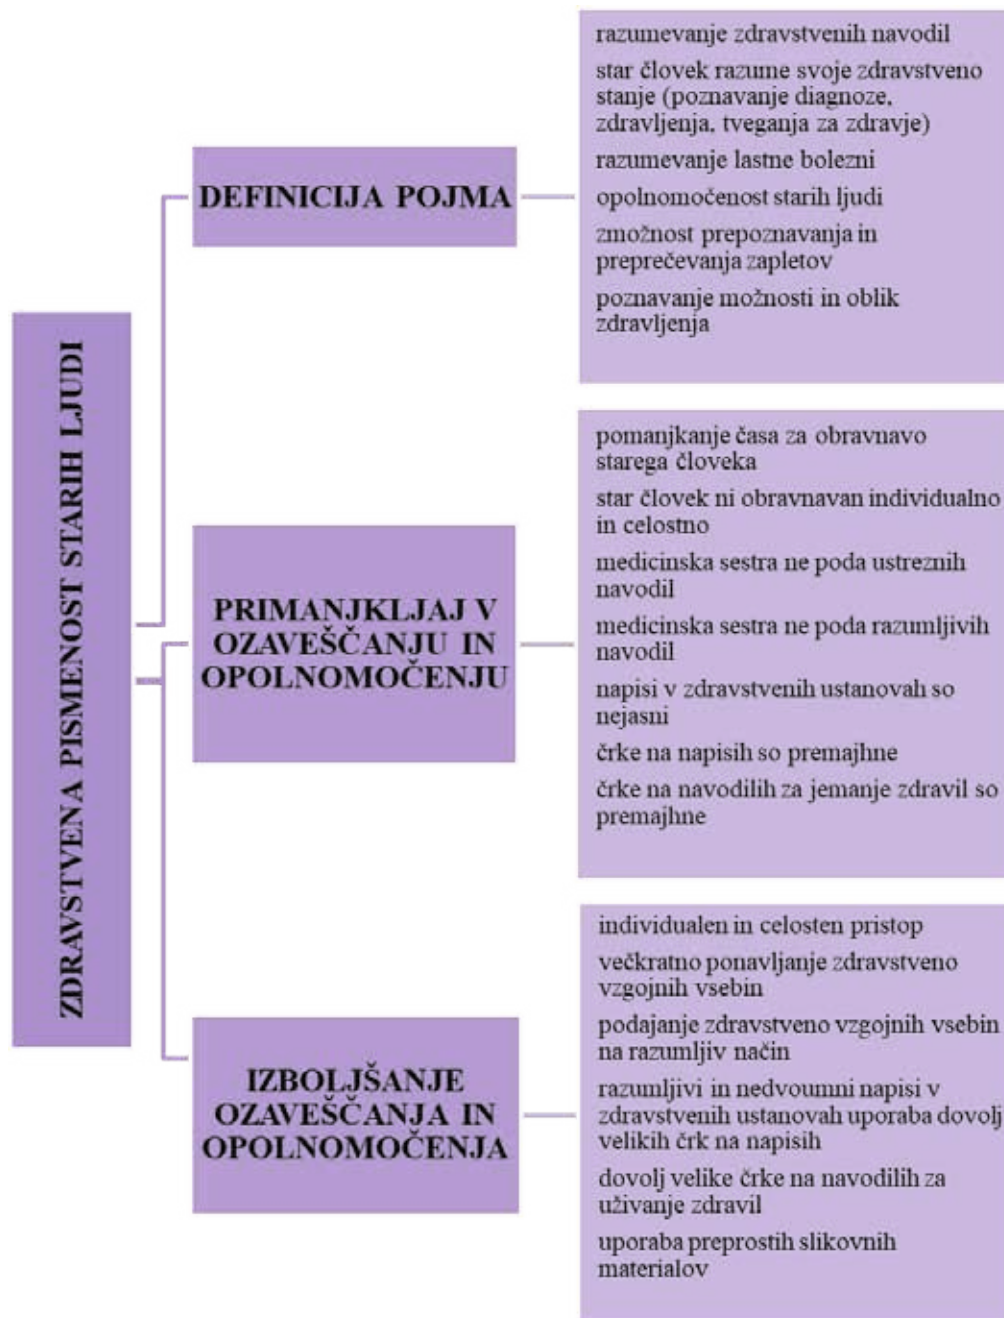 ZDRAVSTVENA PISMENOST STARIH LJUDI
DEFINICIJA POJMA
razumevanje zdravstvenih navodil
star človek razume svoje zdravstveno
stanje (poznavanje diagnoze,
zdravljenja, tveganja za zdravje)
razumevanje lastne bolezni
opolnomočenost starih ljudi
zmožnost prepoznavanja in
preprečevanja zapletov
poznavanje možnosti in oblik
zdravljenja
PRIMANJKLJAJ V
OZAVEŠČANJU IN
OPOLNOMOČENJU
pomanjkanje časa za obravnavo
starega človeka
star človek ni obravnavan individualno
in celostno
medicinska sestra ne poda ustreznih
navodil
medicinska sestra ne poda razumljivih
navodil
napisi v zdravstvenih ustanovah so
nejasni
črke na napisih so premajhne
črke na navodilih za jemanje zdravil so
premajhne
IZBOLJŠANJE
OZAVEŠČANJA IN
OPOLNOMOČENJA
individualen in celosten pristop
večkratno ponavljanje zdravstveno
vzgojnih vsebin
podajanje zdravstveno vzgojnih vsebin
na razumljiv način
razumljivi in nedvoumni napisi v
zdravstvenih ustanovah uporaba dovolj
velikih črk na napisih
dovolj velike črke na navodilih za
uživanje zdravil
uporaba preprostih slikovnih
materialov